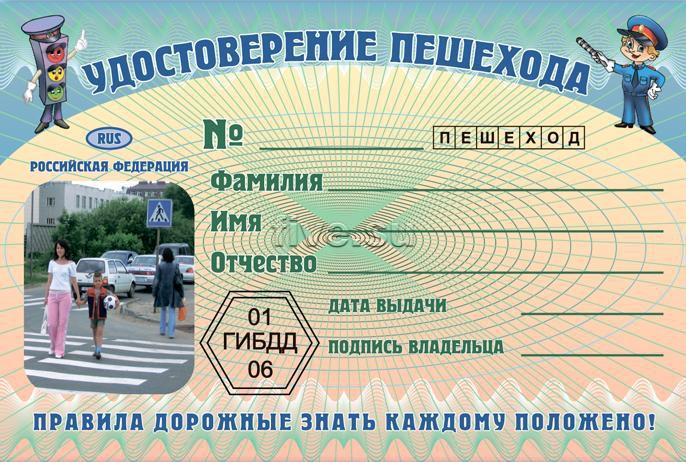 УДОСТОВЕРЕНИЕ ПЕШЕХОДА
RUS
РОССИЙСКАЯ ФЕДЕРАЦИЯ
№
ПЕШЕХОД
Фамилия
Имя
Отчество
ДАТА ВЫДАЧИ
ПОДПИСЬ ВЛАДЕЛЬЦА
01
ГИБДД
06
ПРАВИЛА ДОРОЖНЫЕ ЗНАТЬ КАЖДОМУ ПОЛОЖЕНО!